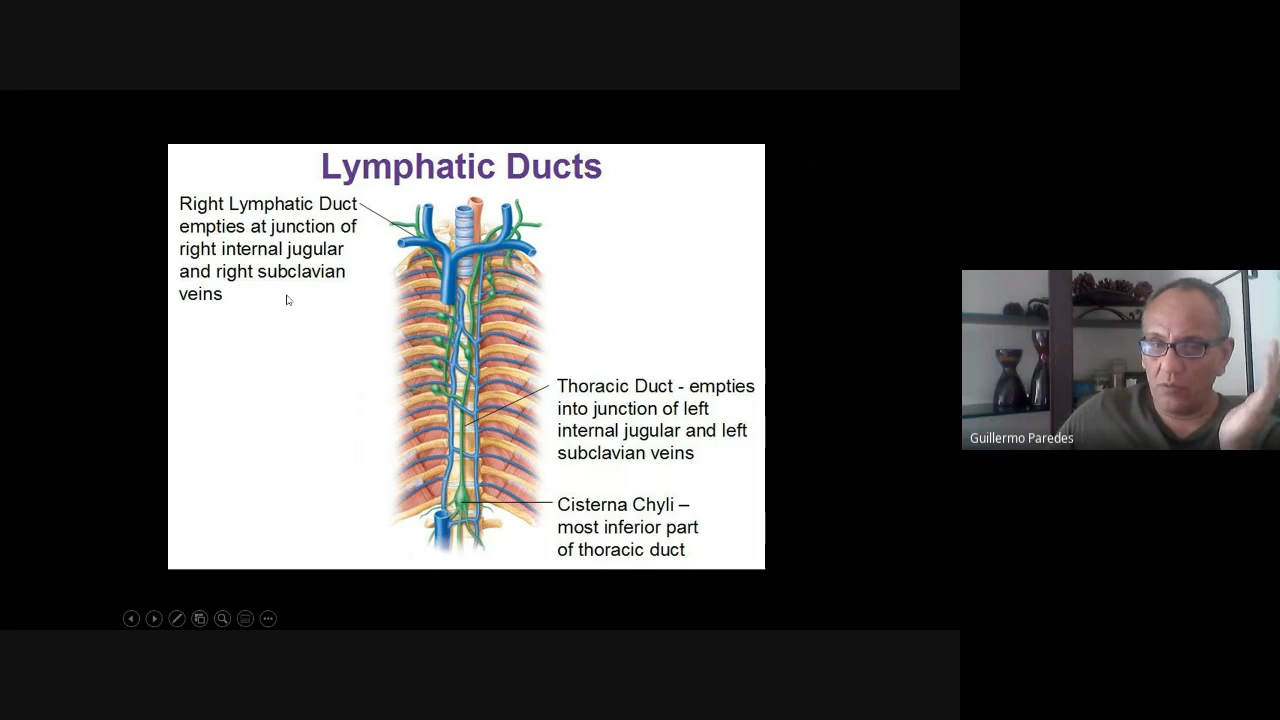 Lymphatic Ducts
Right Lymphatic Duct
empties at junction of
right internal jugular
and right subclavian
veins
Thoracic Duct - empties
into junction of left
internal jugular and left
subclavian veins
Cisterna Chyli –
most inferior part
of thoracic duct
Guillermo Paredes